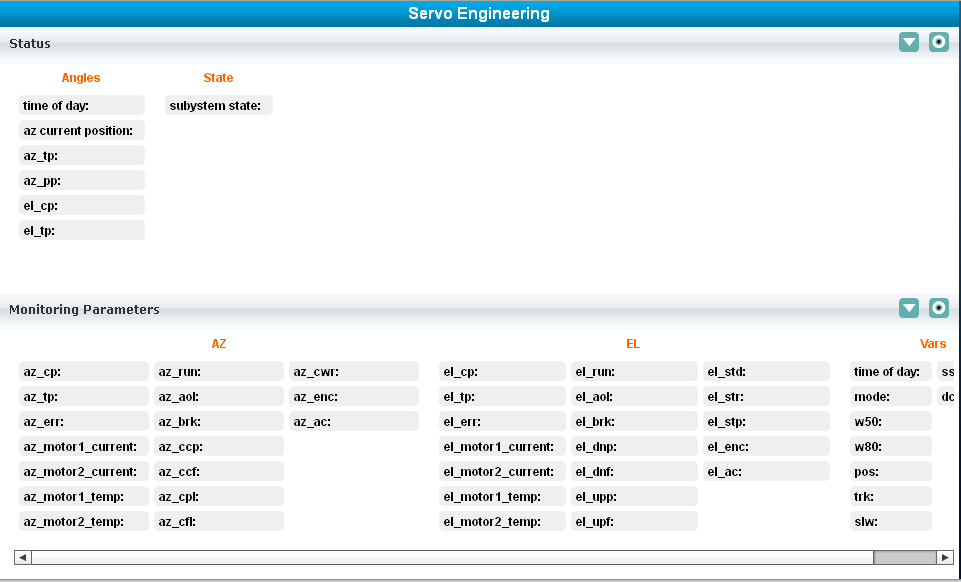 Servo Engineering
Status
Angles State
time of day: subystem state:
az current position:
az_tp:
az_pp:
el_cp:
el_tp:
Monitoring Parameters
AZ EL Vars
az_cp: az_run: az_cwr: el_cp: el_run: el_std: time of day: ss
az_tp: az_aol: az_enc: el_tp: el_aol: el_str: mode: dc
az_err: az_brk: az_ac: el_err: el_brk: el_stp: w50:
az_motor1_current: az_ccp: el_motor1_current: el_dnp: el_enc: w80:
az_motor2_current: az_ccf: el_motor2_current: el_dnf: el_ac: pos:
az_motor1_temp: az_cpl: el_motor1_temp: el_upp: trk:
az_motor2_temp: az_cfl: el_motor2_temp: el_upf: slw: